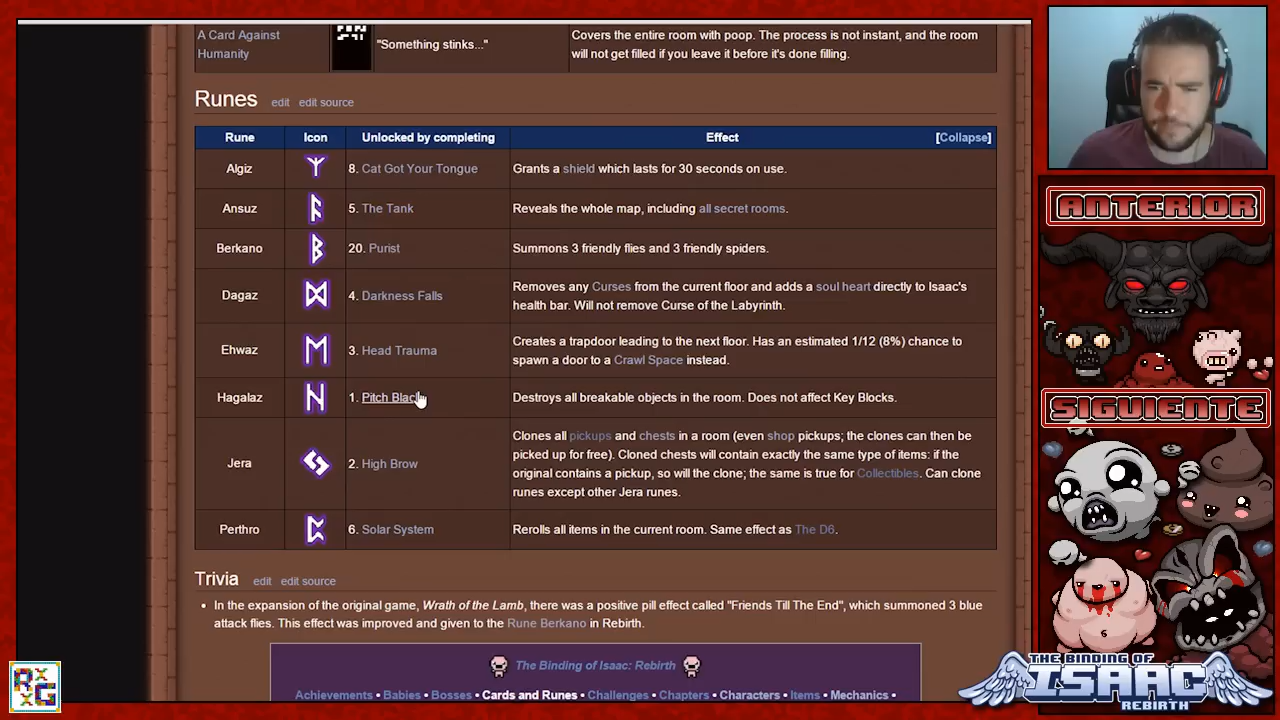 A Card Against
Humanity
"Something stinks..."
Covers the entire room with poop. The process is not instant, and the room
will not get filled if you leave it before it's done filling.
Runes edit edit source
Rune Icon Unlocked by completing Effect [Collapse]
Algiz 8. Cat Got Your Tongue Grants a shield which lasts for 30 seconds on use.
Ansuz 5. The Tank Reveals the whole map, including all secret rooms.
Berkano 20. Purist Summons 3 friendly flies and 3 friendly spiders.
Dagaz 4. Darkness Falls Removes any Curses from the current floor and adds a soul heart directly to Isaac's
health bar. Will not remove Curse of the Labyrinth.
Ehwaz 3. Head Trauma Creates a trapdoor leading to the next floor. Has an estimated 1/12 (8%) chance to
spawn a door to a Crawl Space instead.
Hagalaz 1. Pitch Black Destroys all breakable objects in the room. Does not affect Key Blocks.
Jera 2. High Brow Clones all pickups and chests in a room (even shop pickups; the clones can then be
picked up for free). Cloned chests will contain exactly the same type of items: if the
original contains a pickup, so will the clone; the same is true for Collectibles. Can clone
runes except other Jera runes.
Perthro 6. Solar System Rerolls all items in the current room. Same effect as The D6.
Trivia edit edit source
• In the expansion of the original game, Wrath of the Lamb, there was a positive pill effect called "Friends Till The End", which summoned 3 blue
attack flies. This effect was improved and given to the Rune Berkano in Rebirth.
The Binding of Isaac: Rebirth
Achievements • Babies • Bosses • Cards and Runes • Challenges • Chapters • Characters • Items • Mechanics •
ANTERIOR
SIGUIENTE
THE BINDING OF
ISAAC
REBIRTH
RxxG